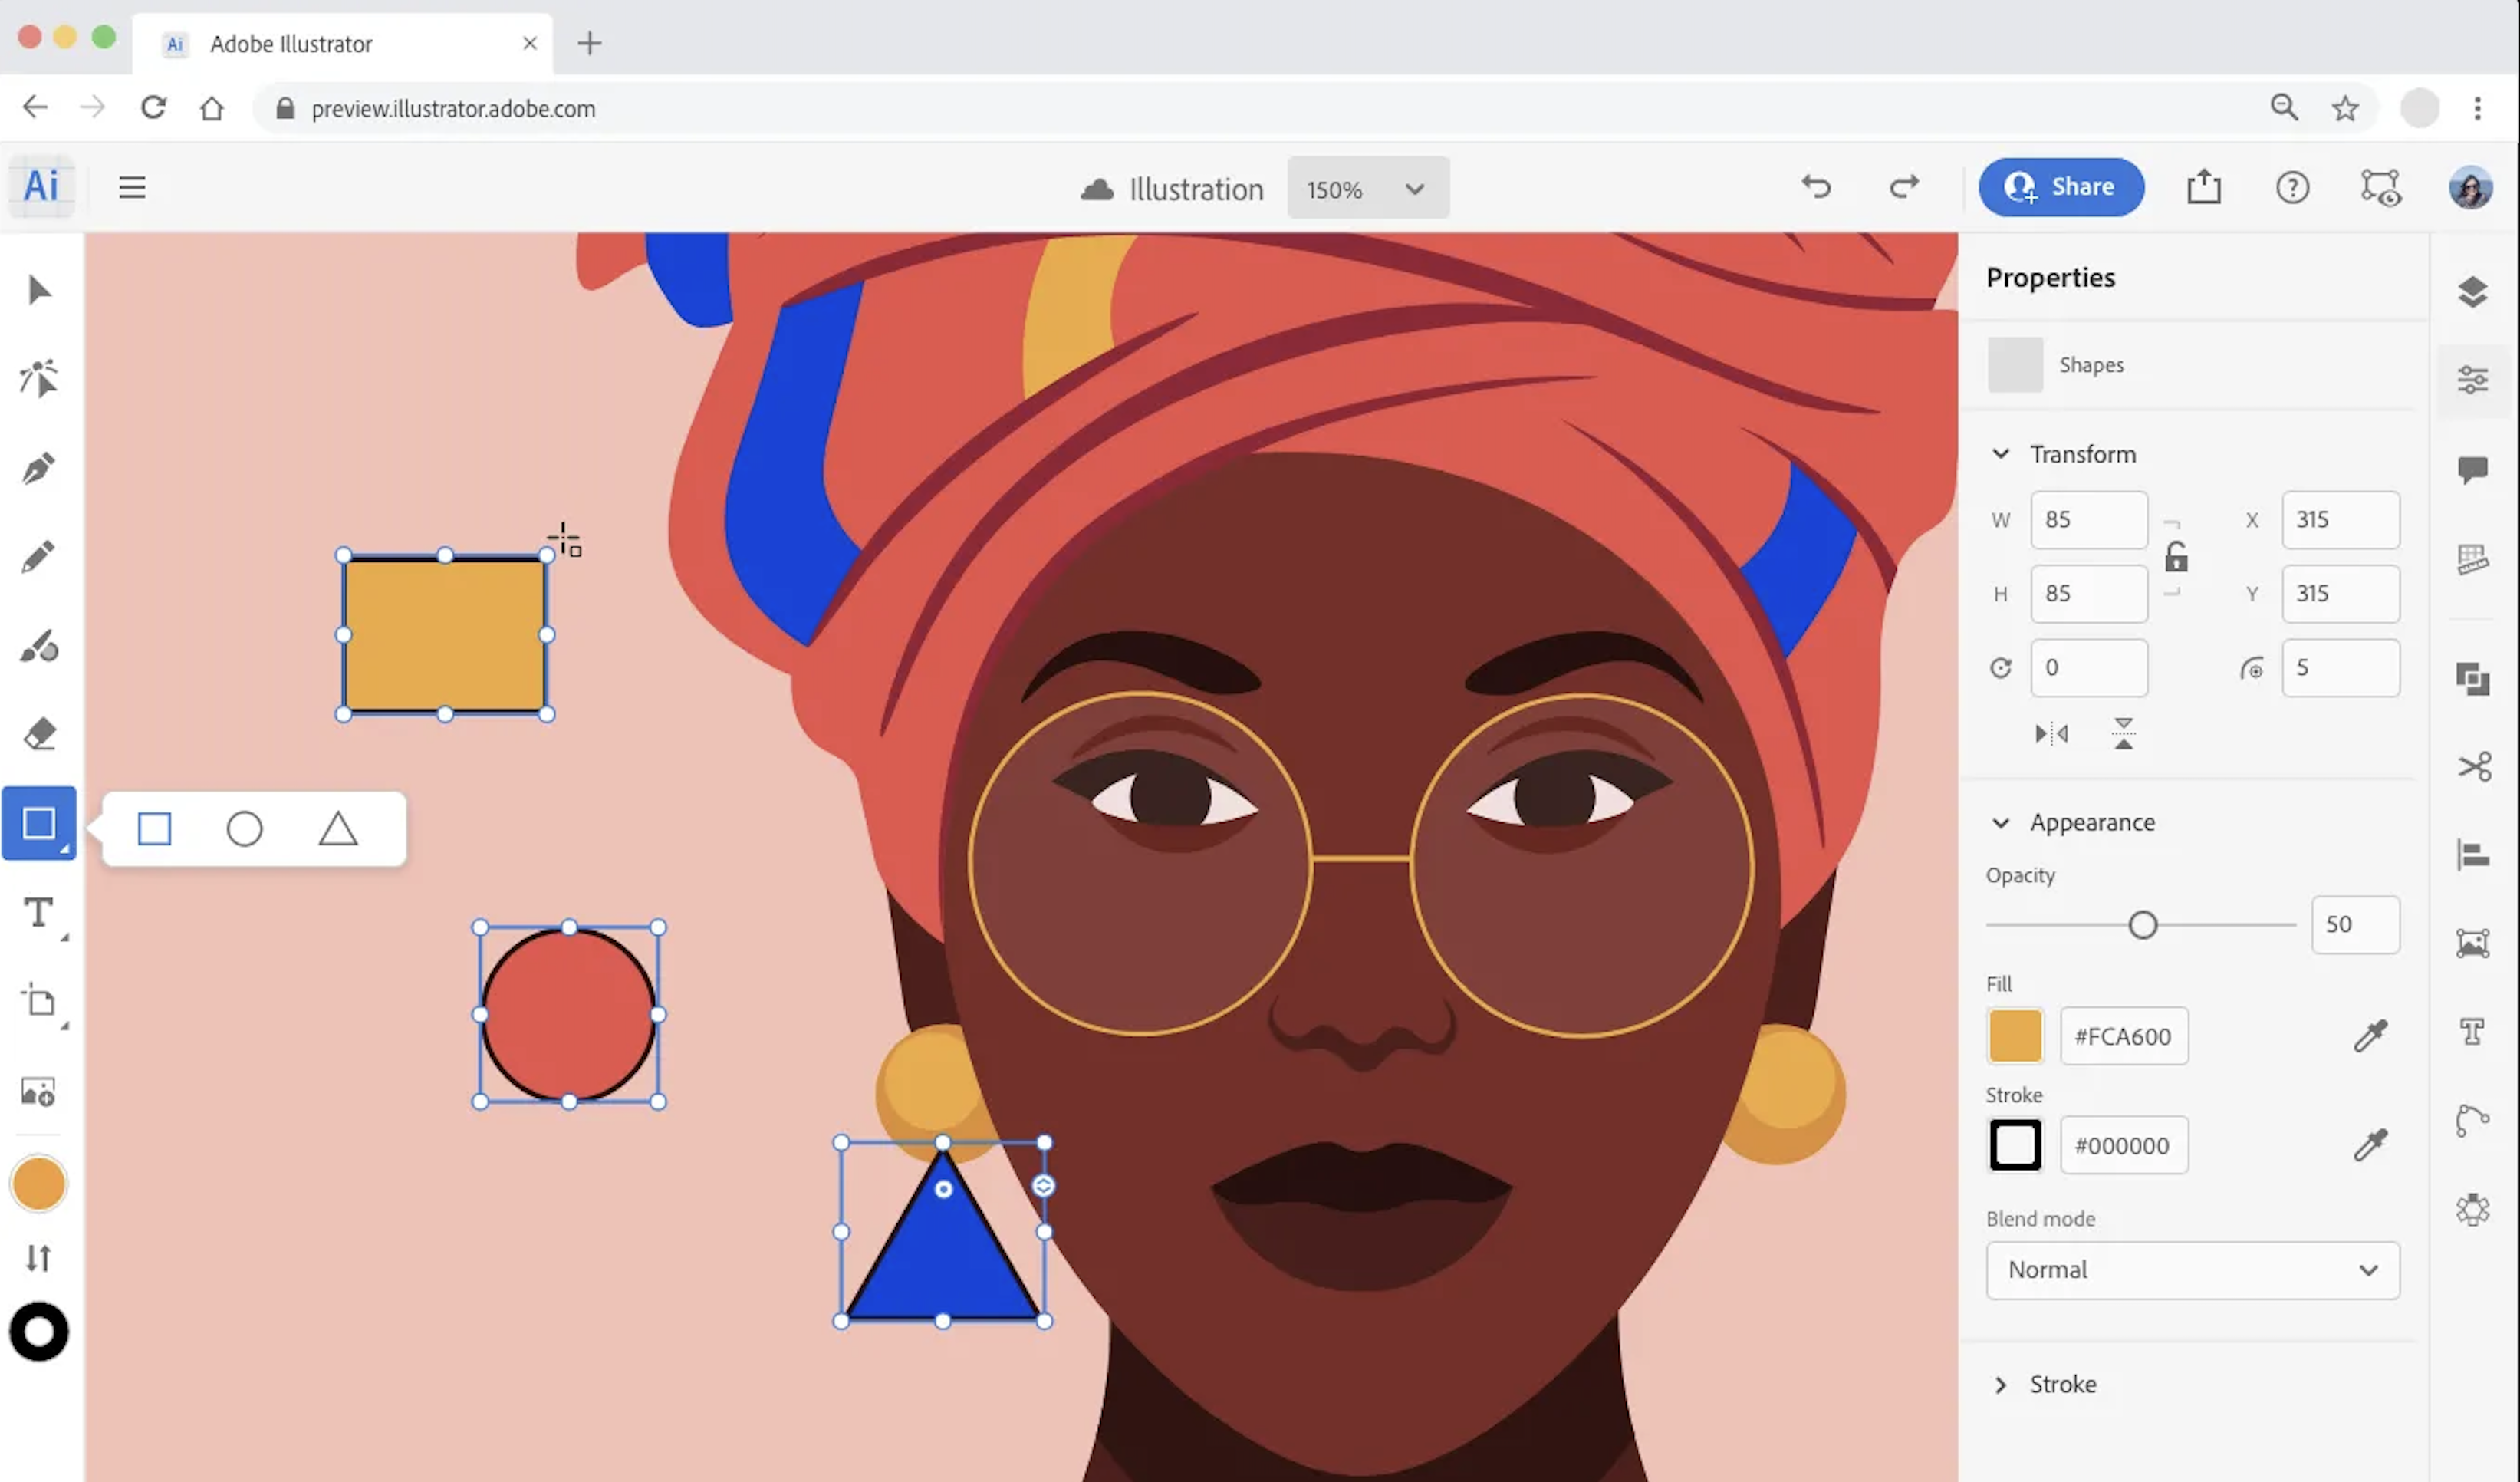 Ai Adobe Illustrator
preview.illustrator.adobe.com
Ai Illustration 150% Share
Properties
Shapes
Transform
W 85 X 315
H 85 Y 315
0 5
Appearance
Opacity
50
Fill
#FCA600
Stroke
#000000
Blend mode
Normal
Stroke